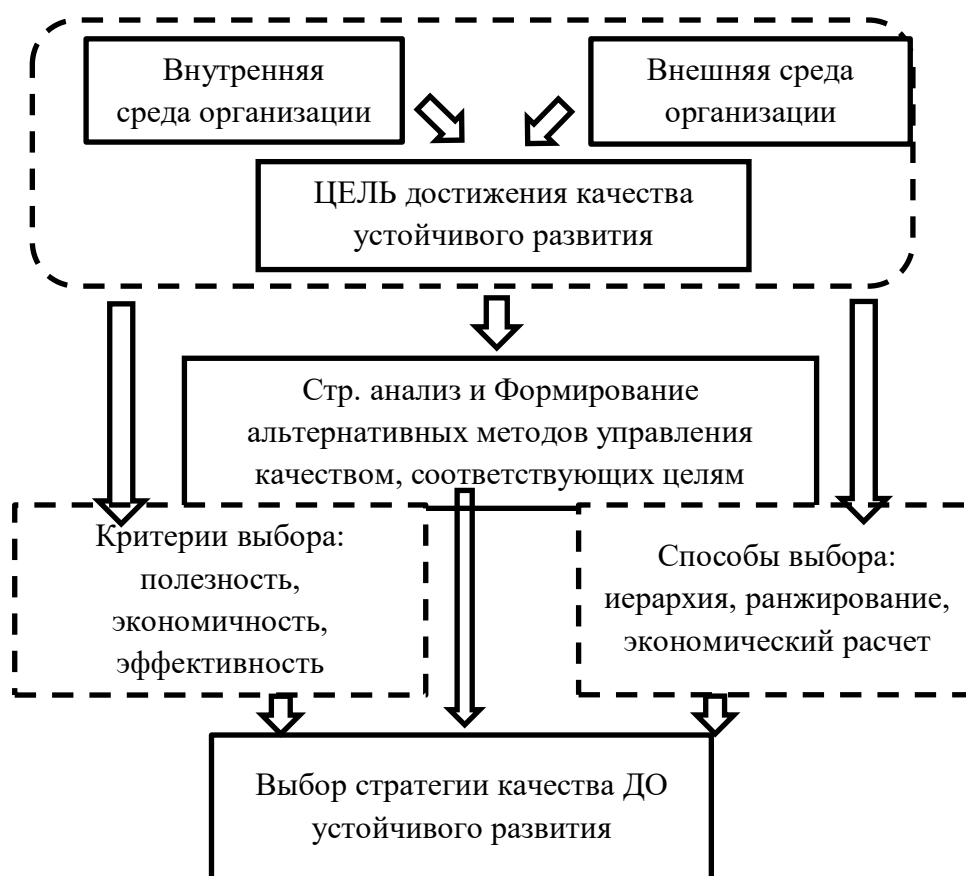 Внутренняя
среда организации
Внешняя среда
организации
ЦЕЛЬ достижения качества
устойчивого развития
Стр. анализ и Формирование
альтернативных методов управления
качеством, соответствующих целям
Критерии выбора:
полезность,
экономичность,
эффективность
Способы выбора:
иерархия, ранжирование,
экономический расчет
Выбор стратегии качества ДО
устойчивого развития